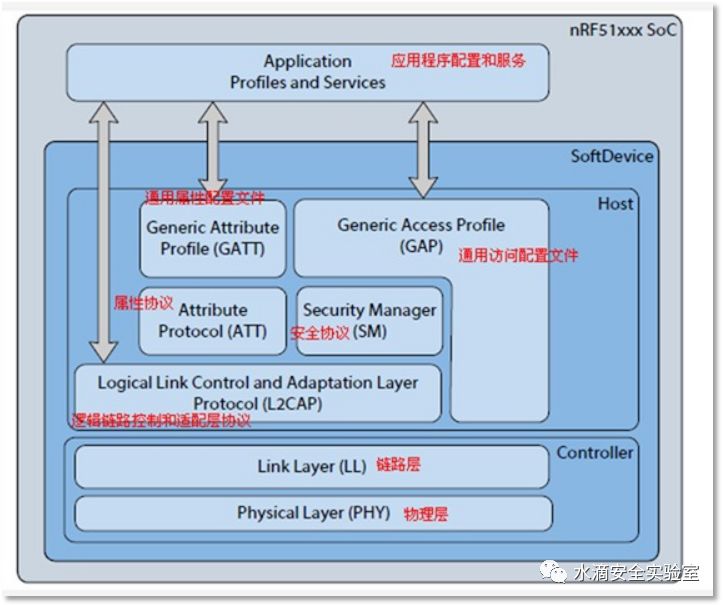 nRF51xxx SoC
Application
应用程序配置和服务
Profiles and Services
SoftDevice
Host
通用属性配置文件
Generic Attribute
Profile (GATT)
Generic Access Profile
(GAP)
通用访问配置文件
属性协议
Attribute
Protocol (ATT)
Security Manager
安全协议
(SM)
Logical Link Control and Adaptation Layer
Protocol (L2CAP)
逻辑链路控制和适配层协议
Controller
Link Layer (LL)
链路层
Physical Layer (PHY)
物理层
水滴安全实验室